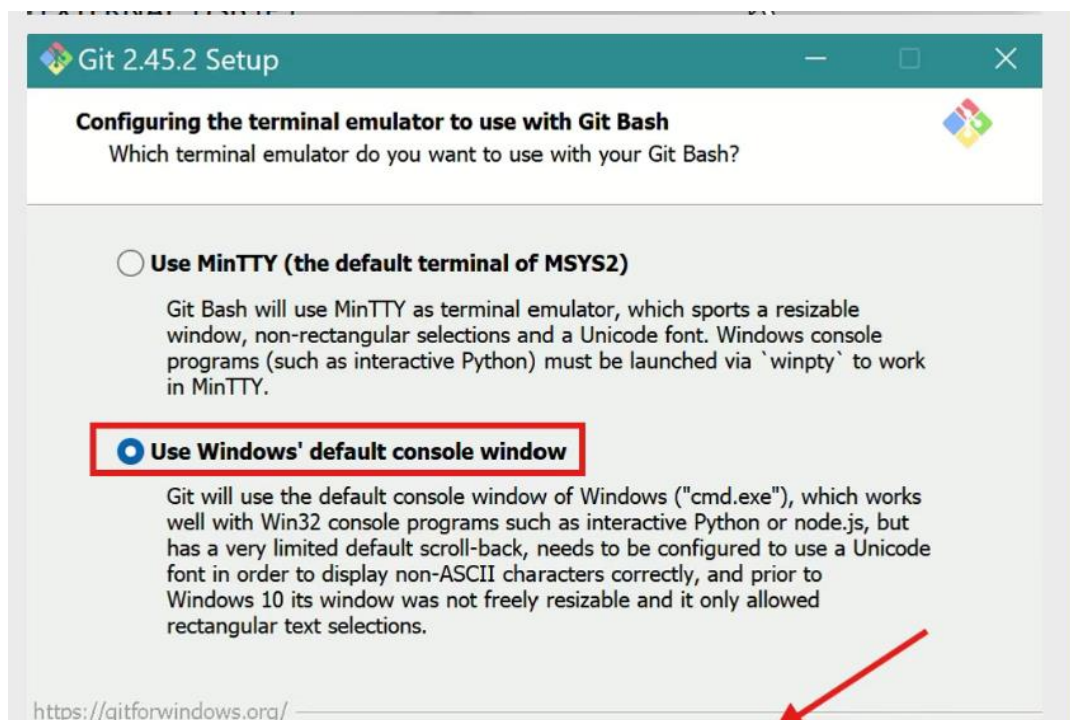 Git 2.45.2 Setup
Configuring the terminal emulator to use with Git Bash
Which terminal emulator do you want to use with your Git Bash?
Use MinTTY (the default terminal of MSYS2)
Git Bash will use MinTTY as terminal emulator, which sports a resizable
window, non-rectangular selections and a Unicode font. Windows console
programs (such as interactive Python) must be launched via `winpty` to work
in MinTTY.
Use Windows' default console window
Git will use the default console window of Windows ("cmd.exe"), which works
well with Win32 console programs such as interactive Python or node.js, but
has a very limited default scroll-back, needs to be configured to use a Unicode
font in order to display non-ASCII characters correctly, and prior to
Windows 10 its window was not freely resizable and it only allowed
rectangular text selections.
https://gitforwindows.org/